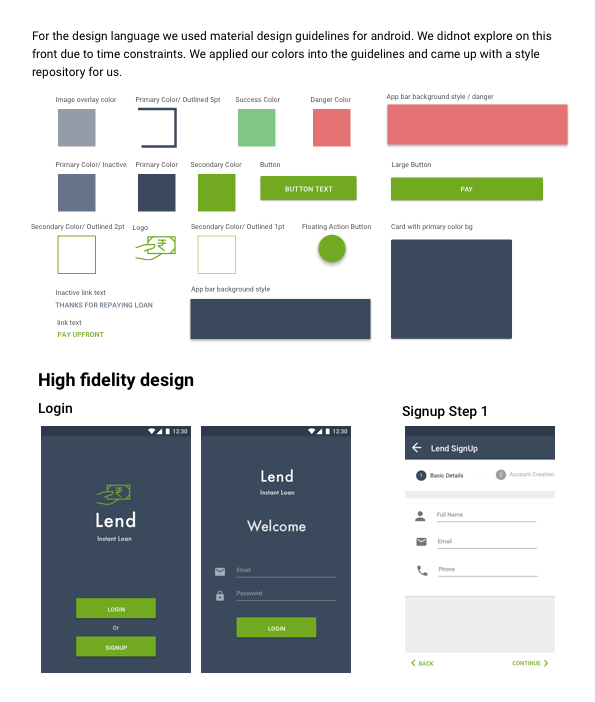 For the design language we used material design guidelines for android. We didnot explore on this
front due to time constraints. We applied our colors into the guidelines and came up with a style
repository for us.
Image overlay color
Primary Color/ Outlined 5pt
Success Color
Danger Color
App bar background style / danger
Primary Color/ Inactive
Primary Color
Secondary Color
Button
Large Button
BUTTON TEXT
PAY
Secondary Color/ Outlined 2pt
Logo
Secondary Color/ Outlined 1pt
Floating Action Button
Card with primary color bg
₹
Inactive link text
THANKS FOR REPAYING LOAN
App bar background style
link text
PAY UPFRONT
High fidelity design
Login
Signup Step 1
12:30
₹
Lend
Instant Loan
LOGIN
Or
SIGNUP
12:30
Lend
Instant Loan
Welcome
Email
Password
LOGIN
Lend SignUp
1 Basic Details
2 Account Creation
Full Name
Email
Phone
BACK
CONTINUE